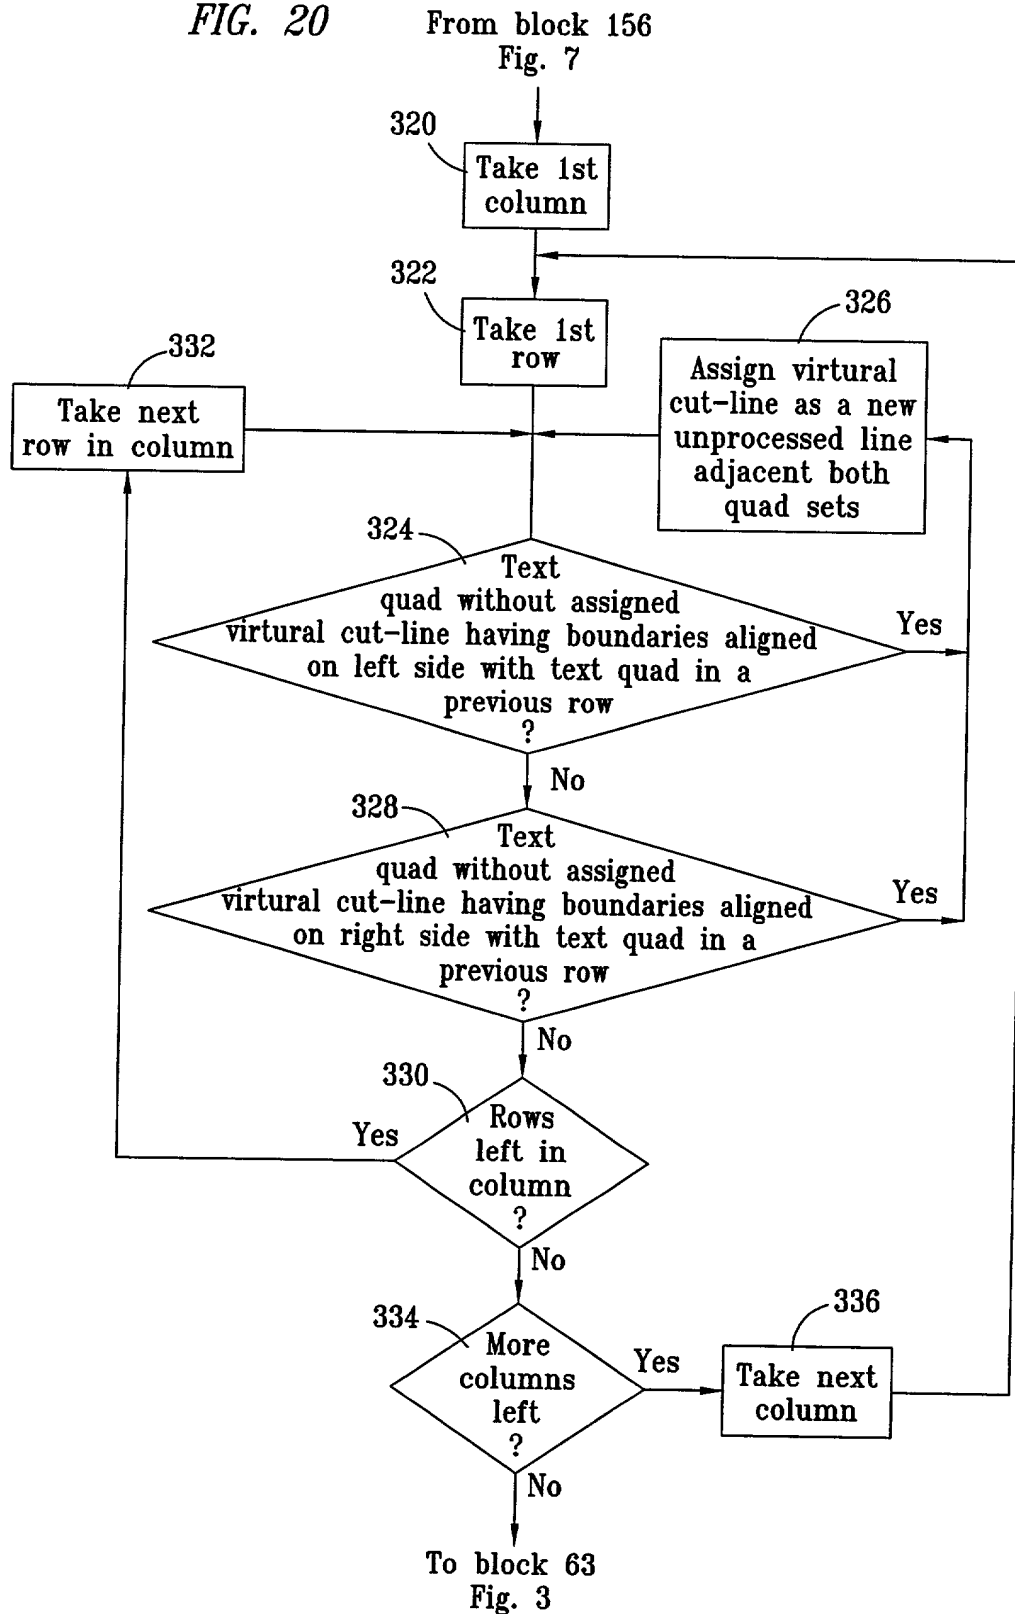 FIG. 20
From block 156
Fig. 7
320
Take 1st
column
322
Take 1st
row
326
Assign virtural
cut-line as a new
unprocessed line
adjacent both
quad sets
332
Take next
row in column
324
Text
quad without assigned
virtural cut-line having boundaries aligned
on left side with text quad in a
previous row
?
Yes
No
328
Text
quad without assigned
virtural cut-line having boundaries aligned
on right side with text quad in a
previous row
?
Yes
No
330
Rows
left in
column
?
Yes
No
334
More
columns
left
?
Yes
336
Take next
column
No
To block 63
Fig. 3